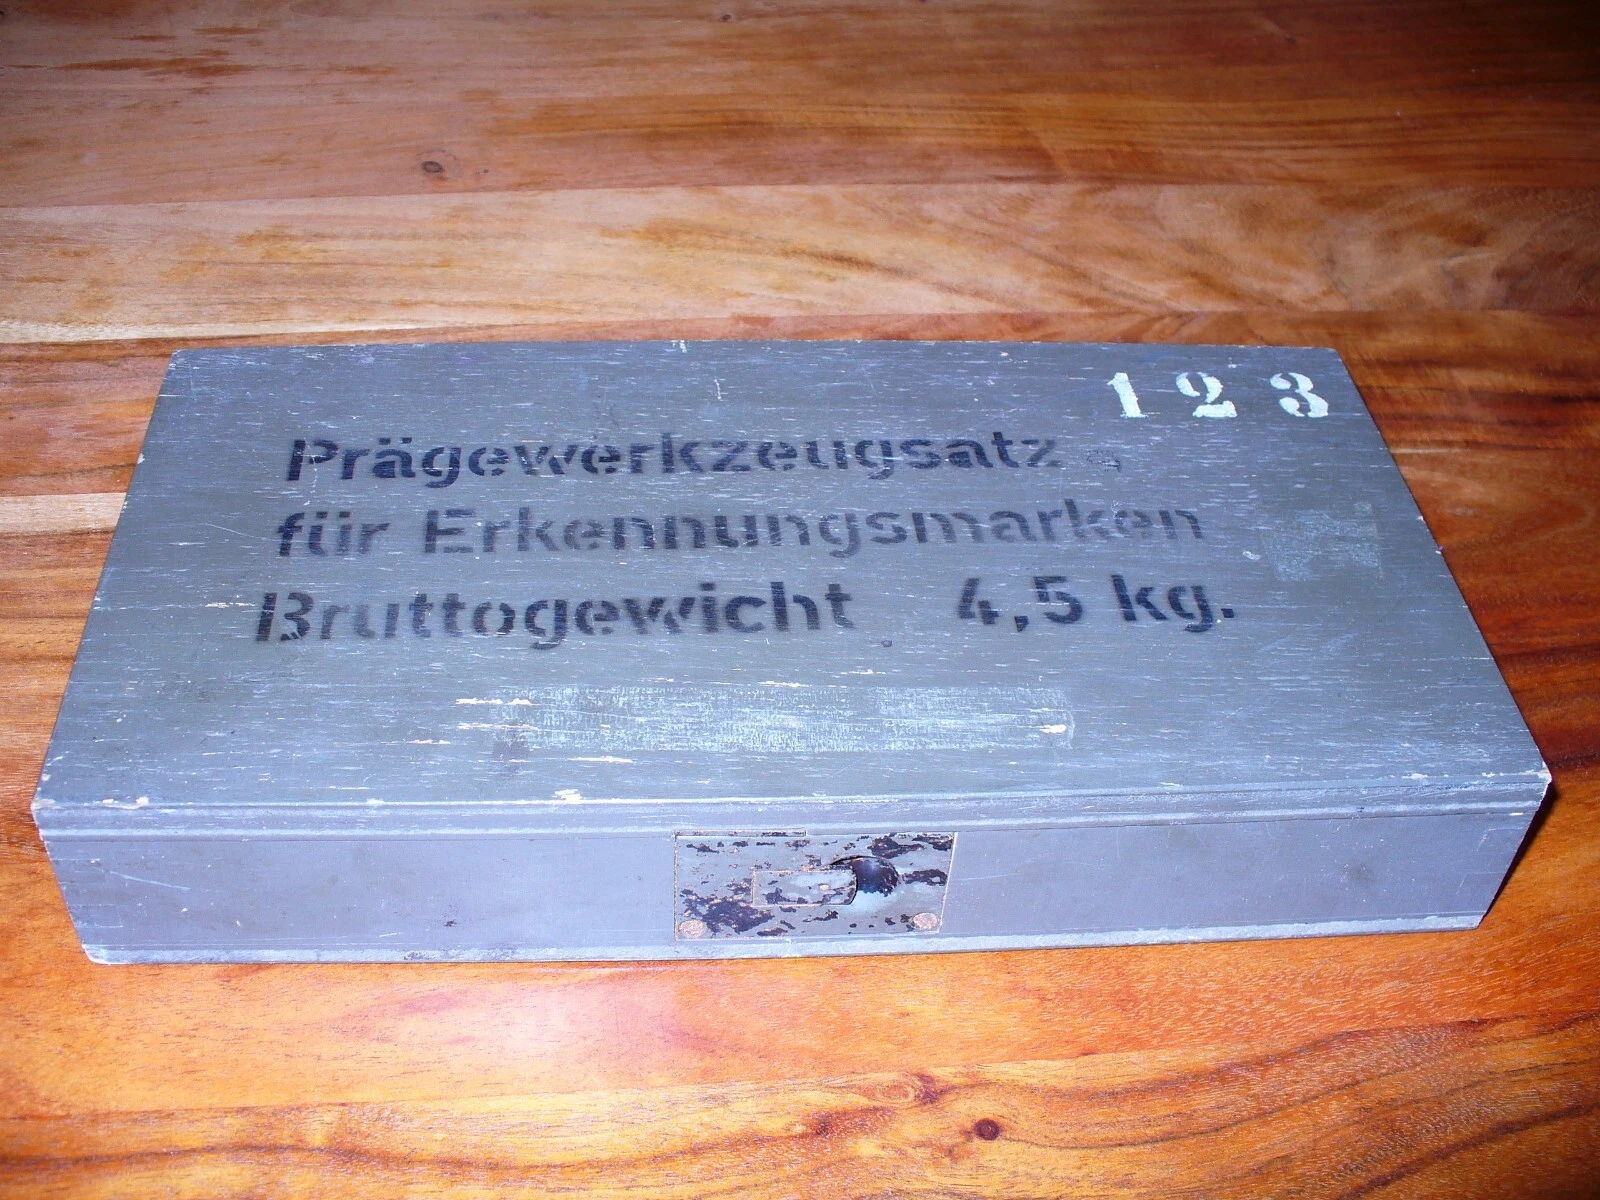 1 2 3
Prägewerkzeugsatz
für Erkennungsmarken
Bruttogewicht 4,5 kg.